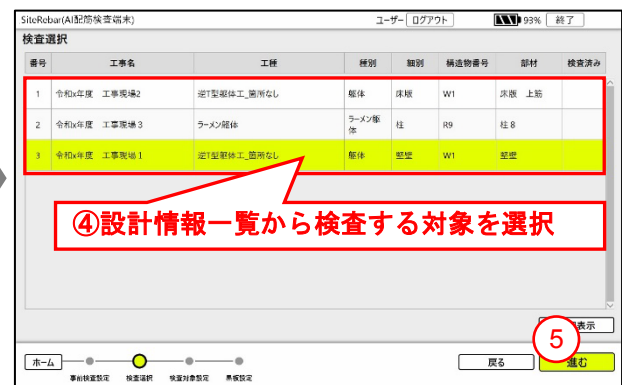 SiteRebar(AI配筋検査端末) ユーザー ログアウト 93% 終了
検査選択
番号 工事名 工種 種別 細別 構造物番号 部材 検査済み
1 令和x年度 工事現場2 逆T型躯体工_箇所なし 躯体 床版 W1 床版 上筋
2 令和x年度 工事現場3 ラーメン躯体 ラーメン躯
体 柱 R9 柱8
3 令和x年度 工事現場1 逆T型躯体工_箇所なし 躯体 竪壁 W1 竪壁
④設計情報一覧から検査する対象を選択
表示
⑤
ホーム 戻る 進む
事前検査設定 検査選択 検査対象設定 黒板設定